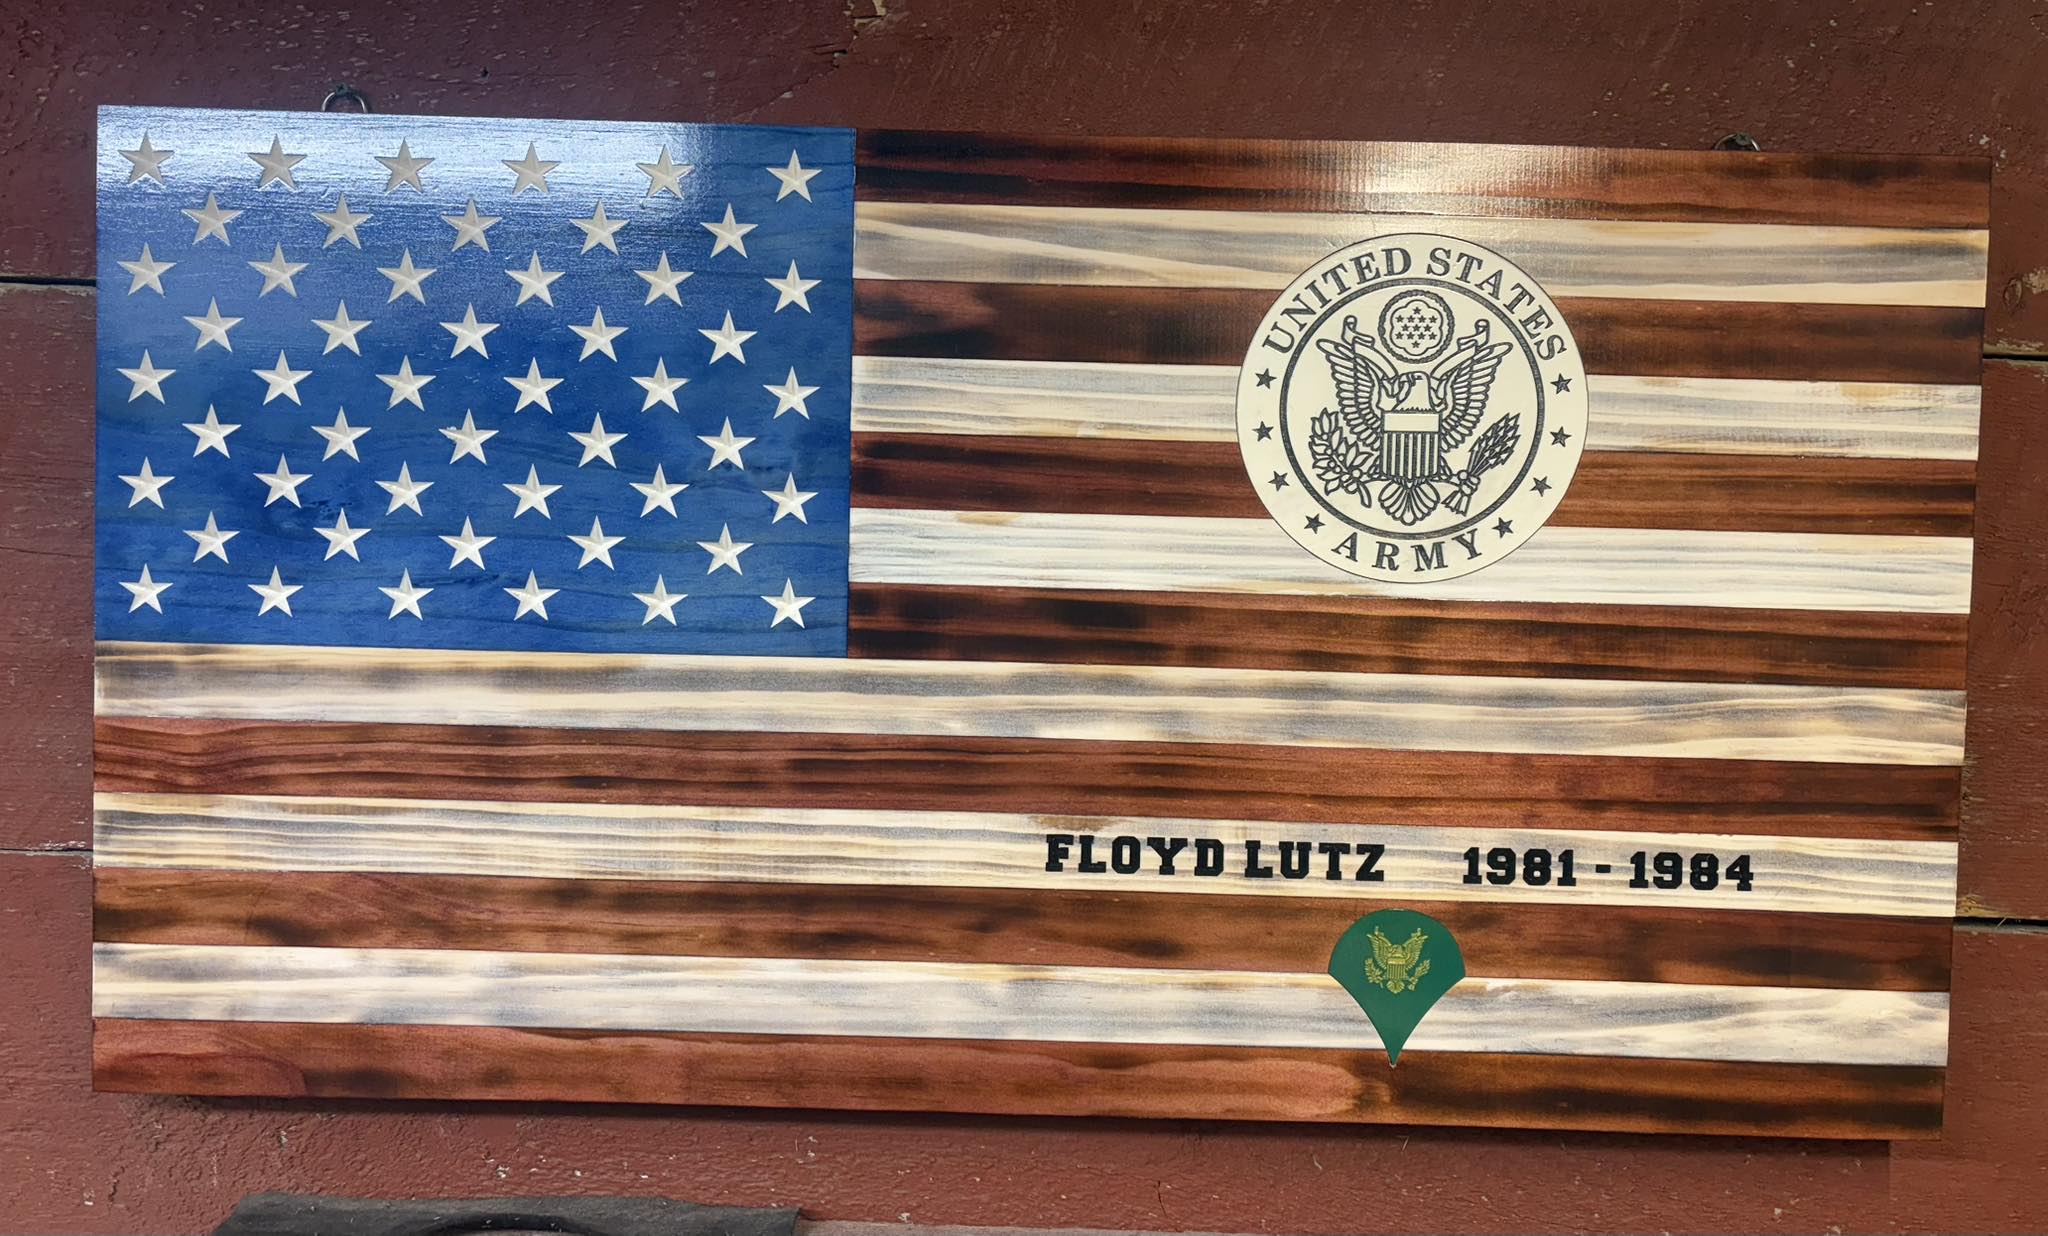 UNITED STATES
ARMY
FLOYD LUTZ 1981 - 1984